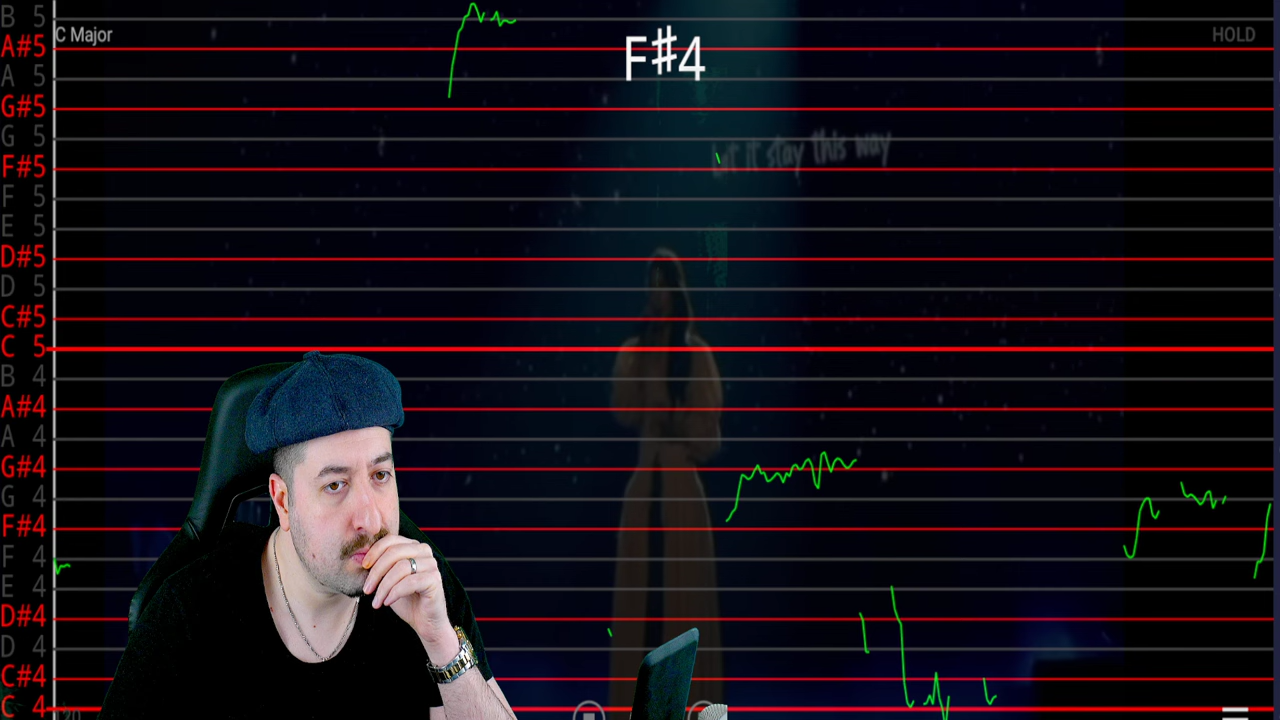 B 5
C Major
HOLD
F#4
A#5
A 5
G#5
G 5
let it stay this way
F#5
F 5
E 5
D#5
D 5
C#5
C 5
B 4
A#4
A 4
G#4
G 4
F#4
F 4
E 4
D#4
D 4
C#4
C 4